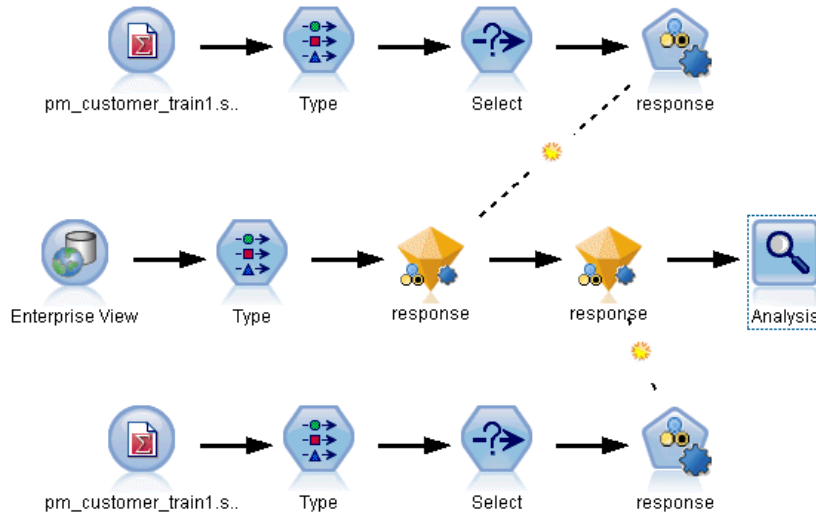 pm_customer_train1.s..
Type
Select
response
Enterprise View
Type
response
response
Analysis
pm_customer_train1.s..
Type
Select
response